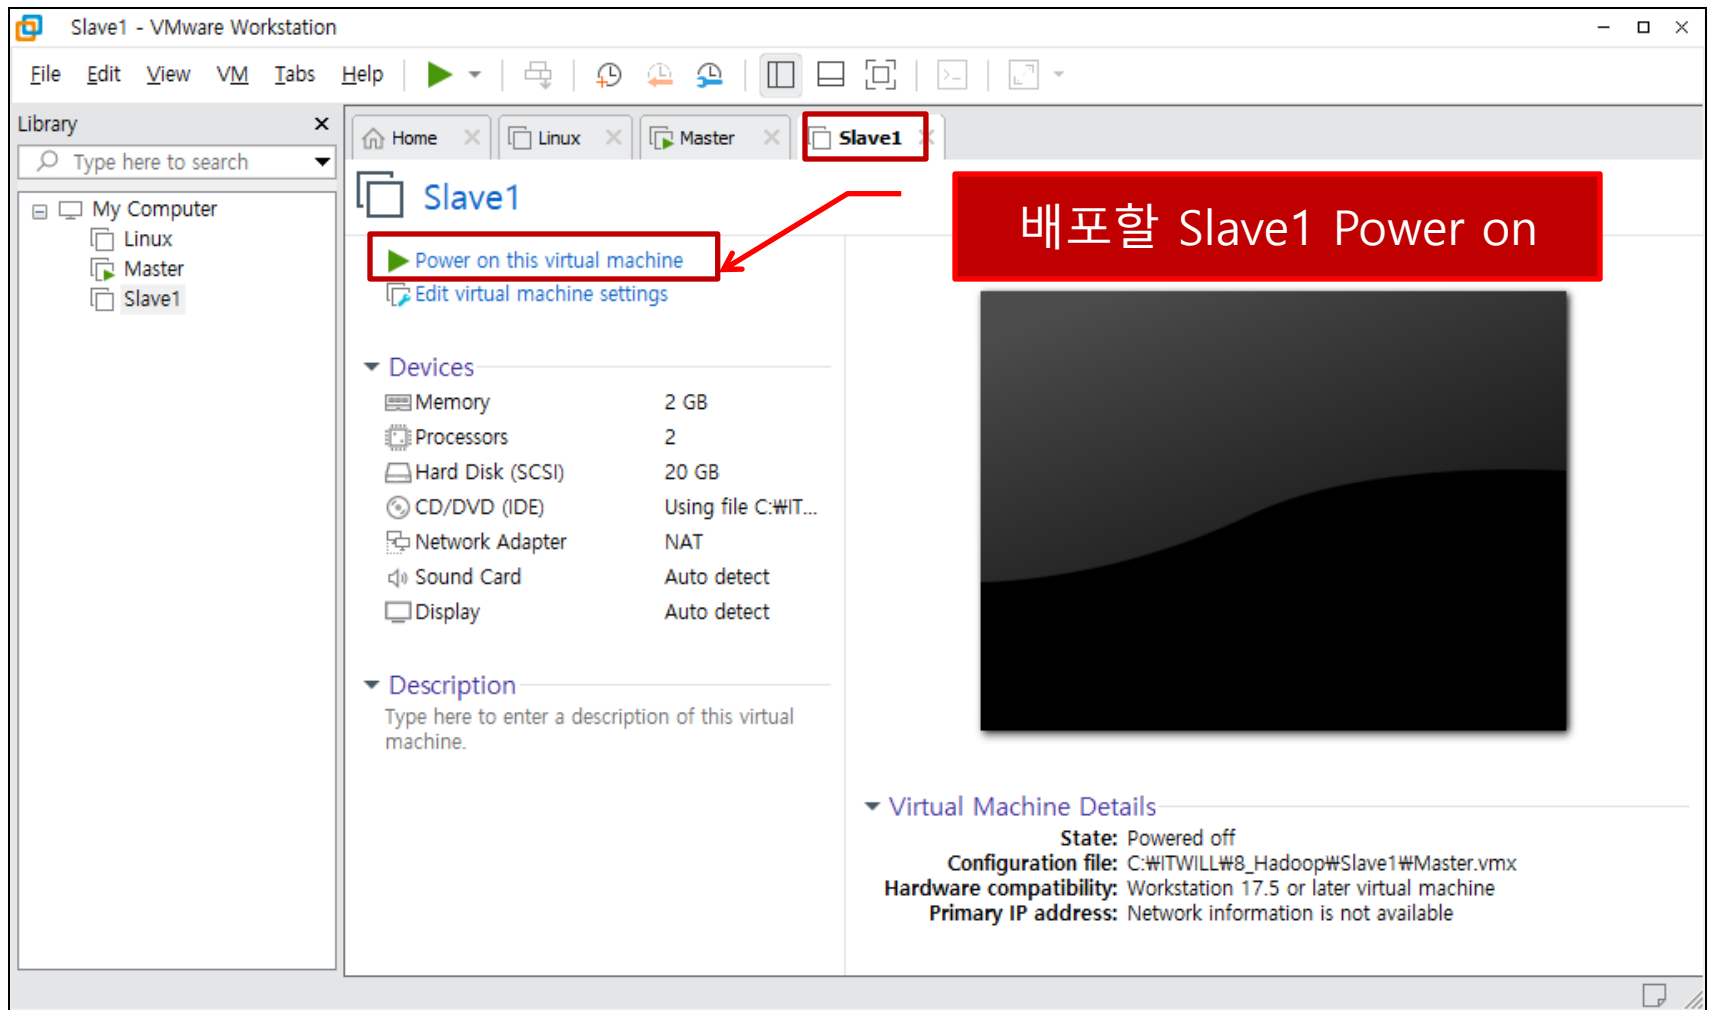 Slave1 - VMware Workstation
File Edit View VM Tabs Help
Library
Type here to search
My Computer
Linux
Master
Slave1
Home Linux Master Slave1
Slave1
배포할 Slave1 Power on
Power on this virtual machine
Edit virtual machine settings
Devices
Memory 2 GB
Processors 2
Hard Disk (SCSI) 20 GB
CD/DVD (IDE) Using file C:₩IT...
Network Adapter NAT
Sound Card Auto detect
Display Auto detect
Description
Type here to enter a description of this virtual
machine.
Virtual Machine Details
State: Powered off
Configuration file: C:₩ITWILL₩8_Hadoop₩Slave1₩Master.vmx
Hardware compatibility: Workstation 17.5 or later virtual machine
Primary IP address: Network information is not available